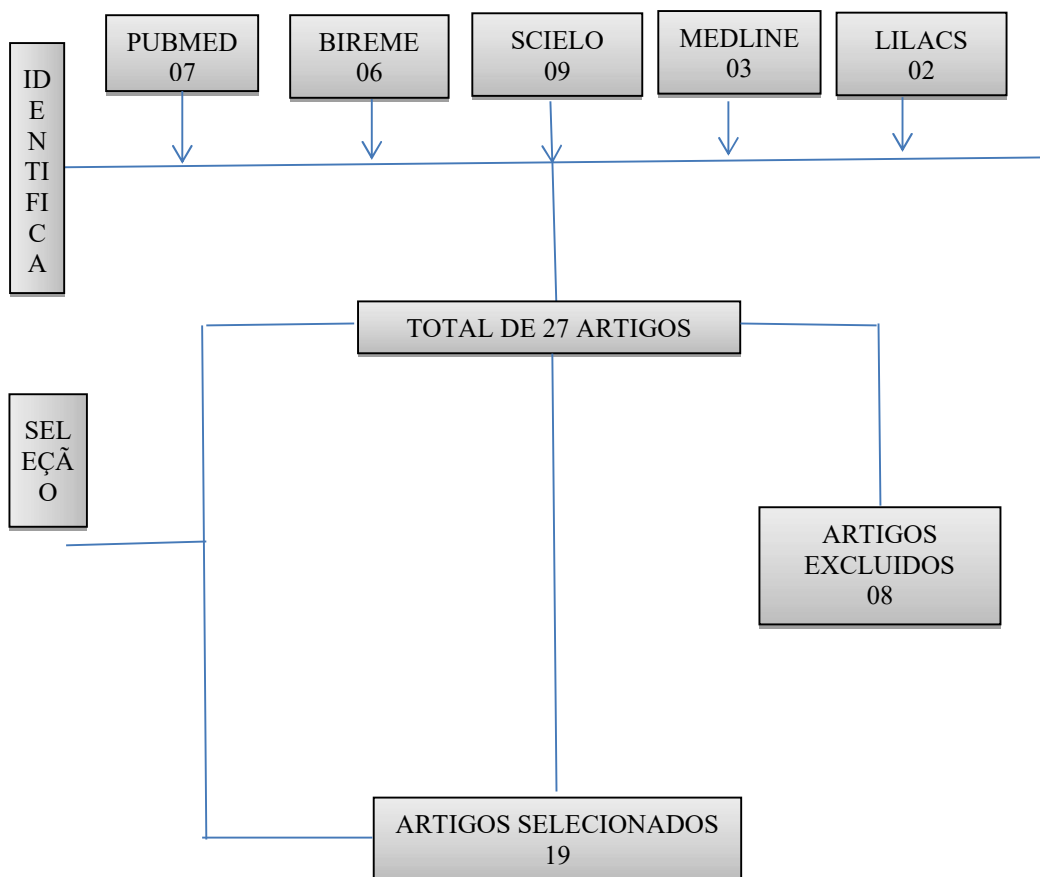 PUBMED
07
BIREME
06
SCIELO
09
MEDLINE
03
LILACS
02
ID
E
N
TI
FI
C
A
TOTAL DE 27 ARTIGOS
SEL
EÇÃ
O
ARTIGOS
EXCLUIDOS
08
ARTIGOS SELECIONADOS
19